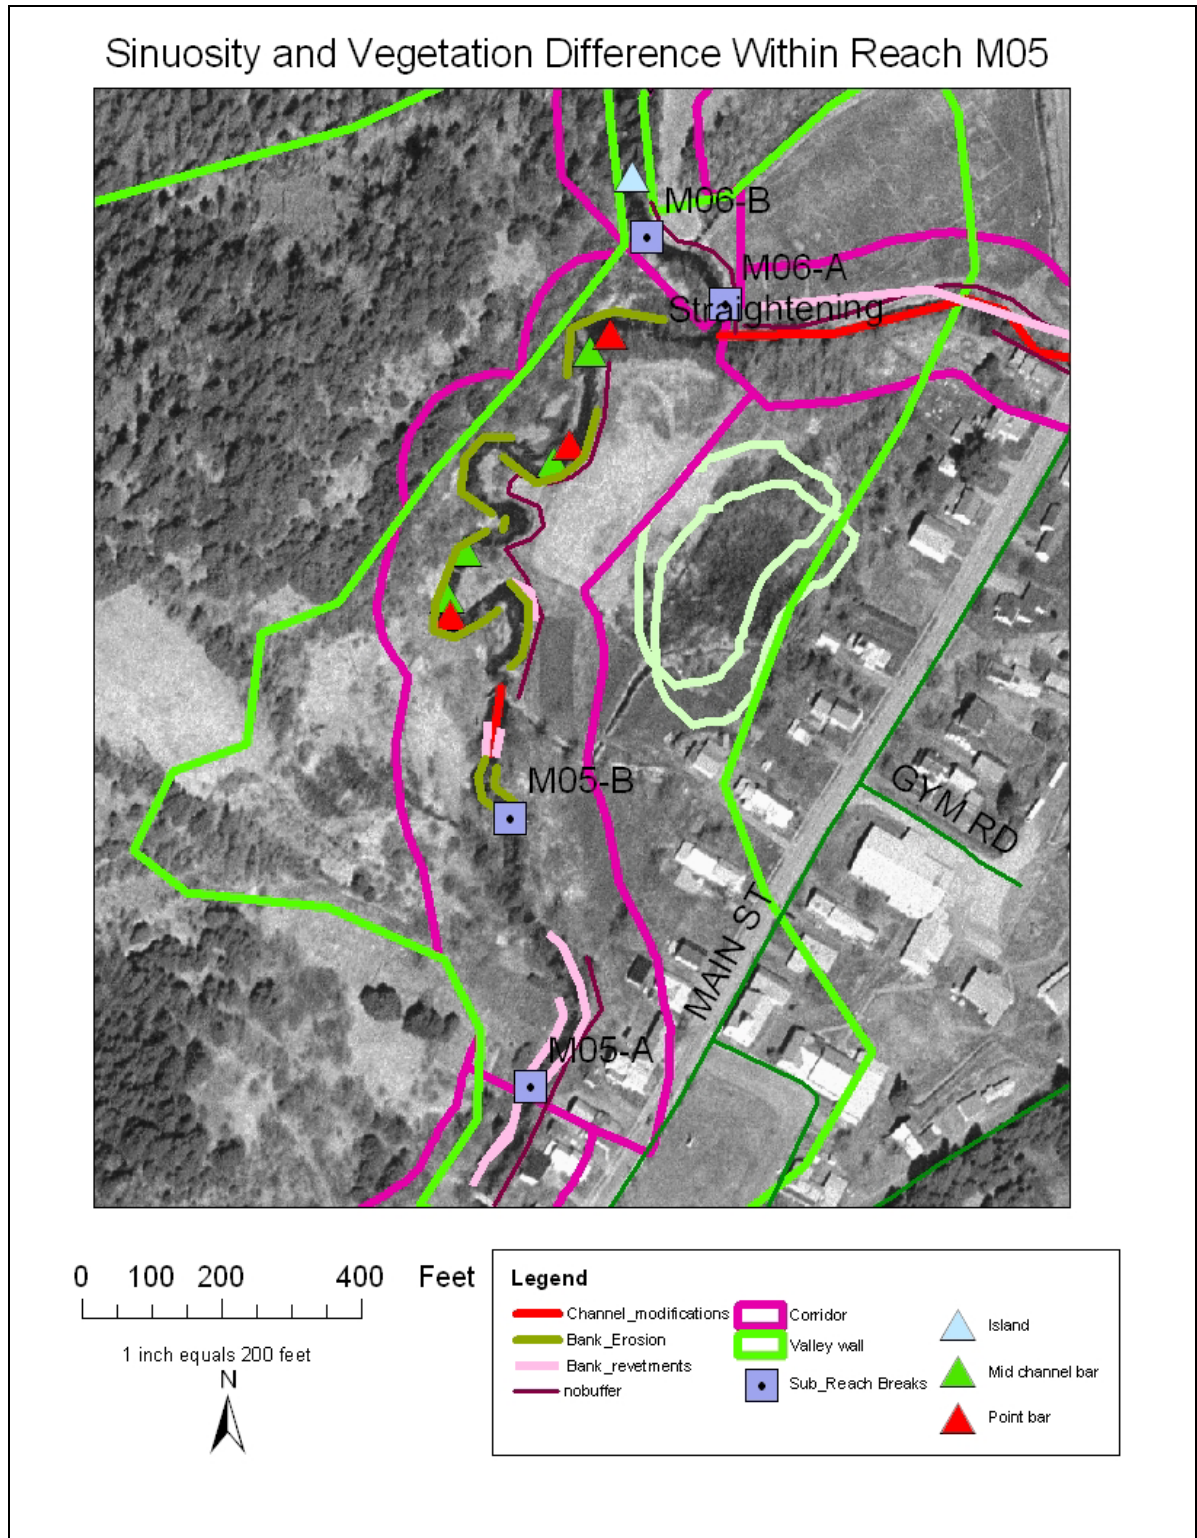 Sinuosity and Vegetation Difference Within Reach M05
M06-B
M06-A
Straightening
M05-B
GYM RD
MAIN ST
M05-A
0 100 200 400 Feet
1 inch equals 200 feet
N
Legend
Channel_modifications
Bank_Erosion
Bank_revetments
nobuffer
Corridor
Valley wall
Sub_Reach Breaks
Island
Mid channel bar
Point bar